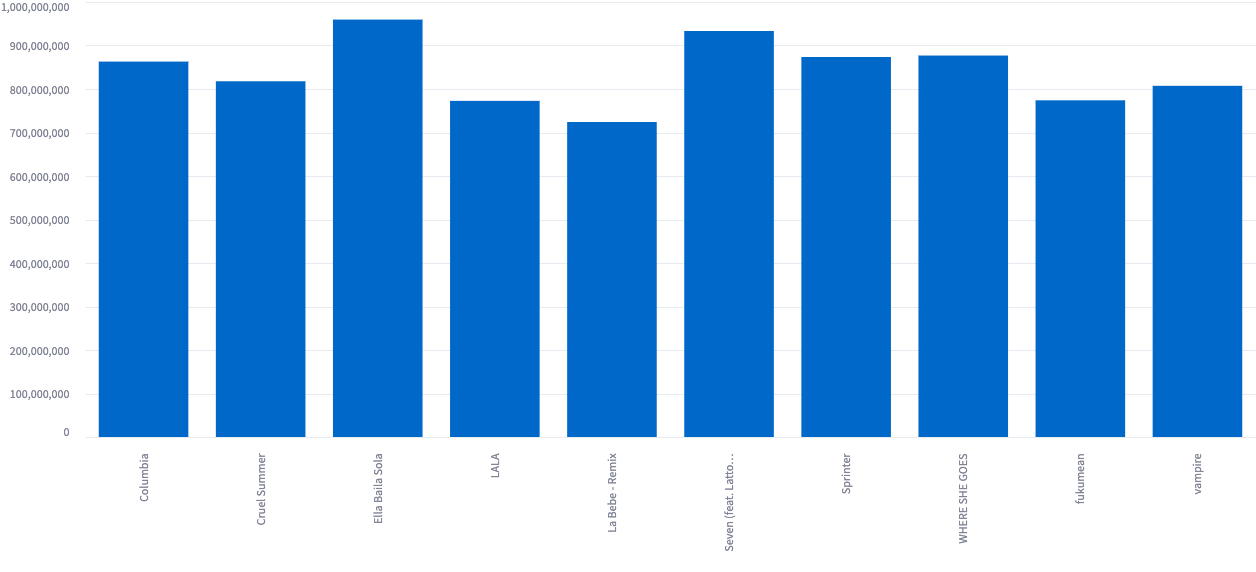 1,000,000,000
900,000,000
800,000,000
700,000,000
600,000,000
500,000,000
400,000,000
300,000,000
200,000,000
100,000,000
0
Columbia
Cruel Summer
Ella Baila Sola
LALA
La Bebe - Remix
Seven (feat. Latto…
Sprinter
WHERE SHE GOES
fukumean
vampire